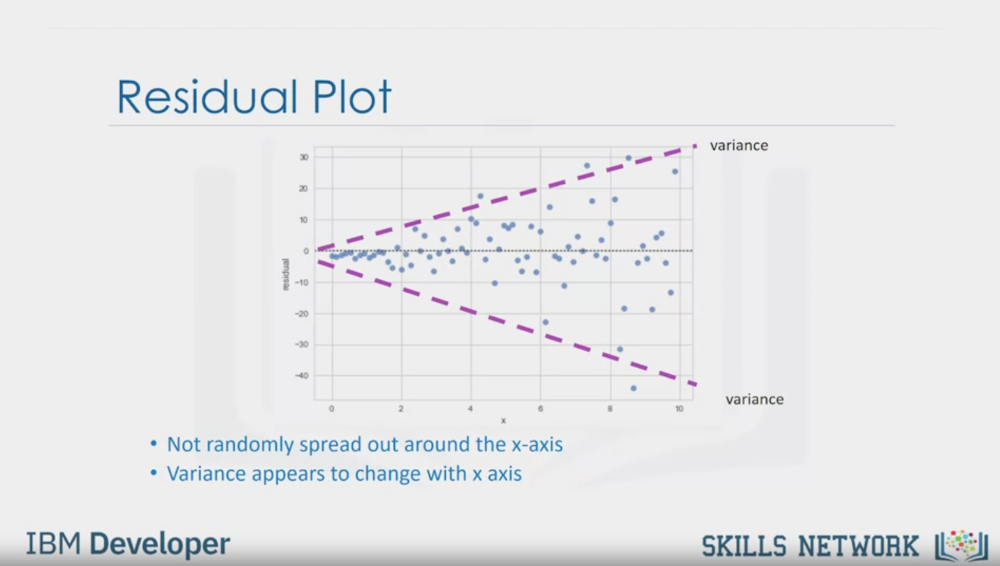 Residual Plot
variance
30
20
10
0
−10
−20
−30
−40
residual
0 2 4 6 8 10
x
variance
• Not randomly spread out around the x-axis
• Variance appears to change with x axis
IBM Developer
SKILLS NETWORK